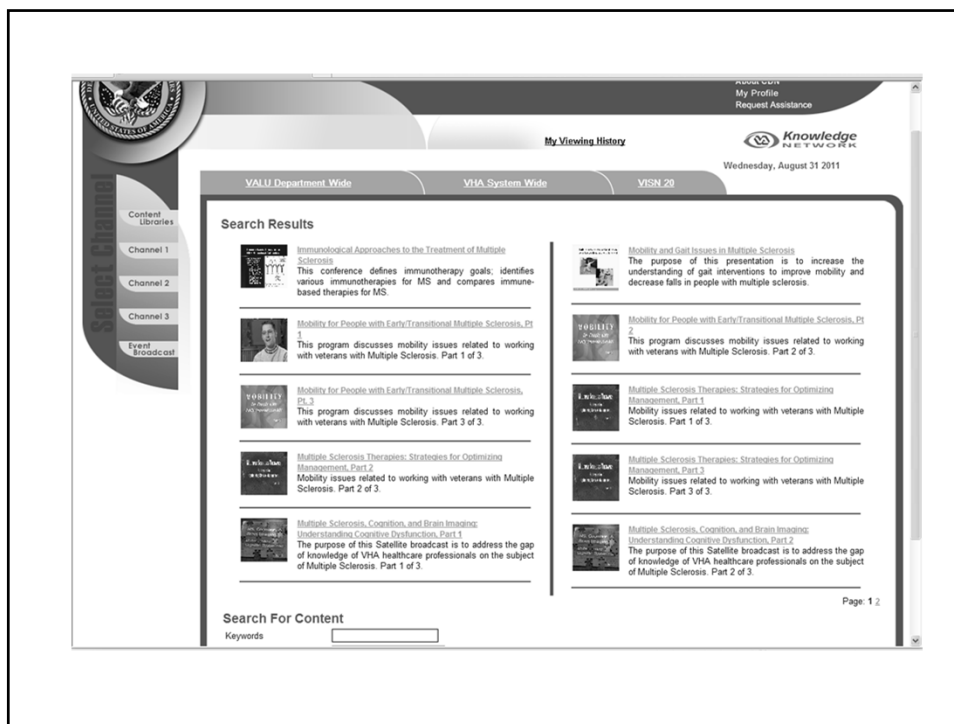 About CDN
My Profile
Request Assistance
UNITED STATES OF AMERICA
My Viewing History
VA Knowledge
NETWORK
Wednesday, August 31 2011
VALU Department Wide
VHA System Wide
VISN 20
Select Channel
Content
Libraries
Channel 1
Channel 2
Channel 3
Event
Broadcast
Search Results
Immunological Approaches to the Treatment of Multiple
Sclerosis
This conference defines immunotherapy goals; identifies
various immunotherapies for MS and compares immune-
based therapies for MS.
Mobility and Gait Issues in Multiple Sclerosis
The purpose of this presentation is to increase the
understanding of gait interventions to improve mobility and
decrease falls in people with multiple sclerosis.
Mobility for People with Early/Transitional Multiple Sclerosis, Pt
1
This program discusses mobility issues related to working
with veterans with Multiple Sclerosis. Part 1 of 3.
MOBILITY
Mobility for People with Early/Transitional Multiple Sclerosis, Pt
2
This program discusses mobility issues related to working
with veterans with Multiple Sclerosis. Part 2 of 3.
MOBILITY
Mobility for People with Early/Transitional Multiple Sclerosis,
Pt. 3
This program discusses mobility issues related to working
with veterans with Multiple Sclerosis. Part 3 of 3.
Multiple Sclerosis Therapies: Strategies for Optimizing
Management, Part 1
Mobility issues related to working with veterans with Multiple
Sclerosis. Part 1 of 3.
Multiple Sclerosis Therapies: Strategies for Optimizing
Management, Part 2
Mobility issues related to working with veterans with Multiple
Sclerosis. Part 2 of 3.
Multiple Sclerosis Therapies: Strategies for Optimizing
Management, Part 3
Mobility issues related to working with veterans with Multiple
Sclerosis. Part 3 of 3.
Multiple Sclerosis, Cognition, and Brain Imaging:
Understanding Cognitive Dysfunction, Part 1
The purpose of this Satellite broadcast is to address the gap
of knowledge of VHA healthcare professionals on the subject
of Multiple Sclerosis. Part 1 of 3.
Multiple Sclerosis, Cognition, and Brain Imaging:
Understanding Cognitive Dysfunction, Part 2
The purpose of this Satellite broadcast is to address the gap
of knowledge of VHA healthcare professionals on the subject
of Multiple Sclerosis. Part 2 of 3.
Page: 1 2
Search For Content
Keywords